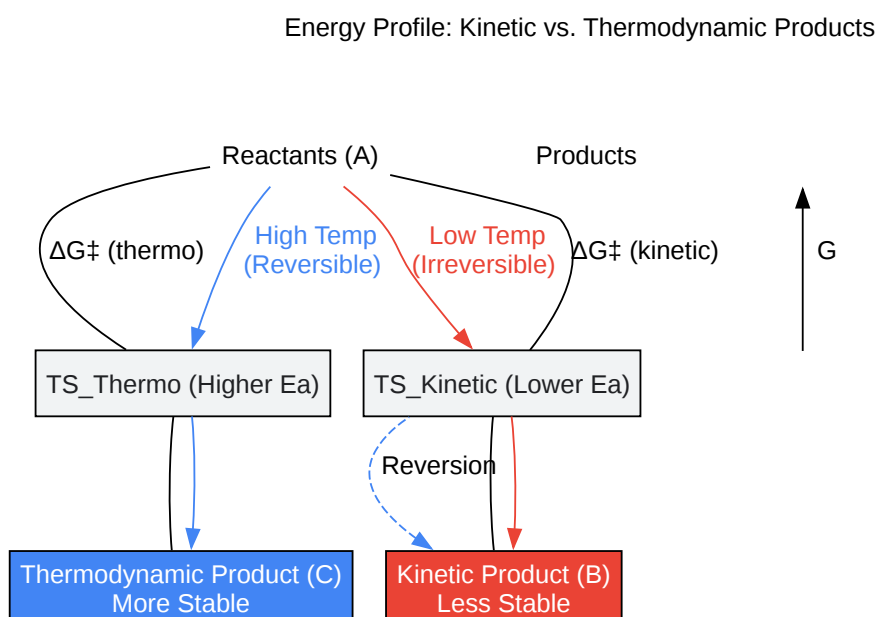 Energy Profile: Kinetic vs. Thermodynamic Products
Reactants (A)
Products
ΔG‡ (thermo)
High Temp
(Reversible)
Low Temp
(Irreversible)
ΔG‡ (kinetic)
G
TS_Thermo (Higher Ea)
TS_Kinetic (Lower Ea)
Reversion
Thermodynamic Product (C)
More Stable
Kinetic Product (B)
Less Stable